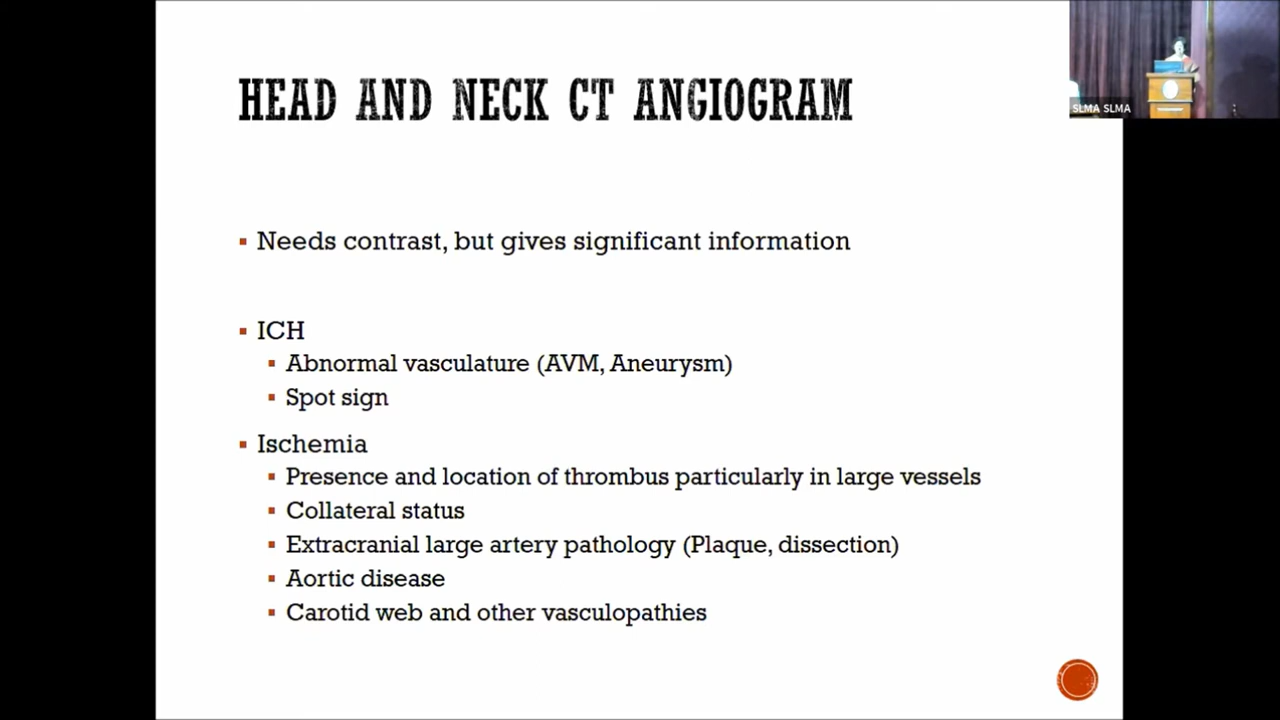 HEAD AND NECK CT ANGIOGRAM
SLMA SLMA
Needs contrast, but gives significant information
ICH
Abnormal vasculature (AVM, Aneurysm)
Spot sign
Ischemia
Presence and location of thrombus particularly in large vessels
Collateral status
Extracranial large artery pathology (Plaque, dissection)
Aortic disease
Carotid web and other vasculopathies